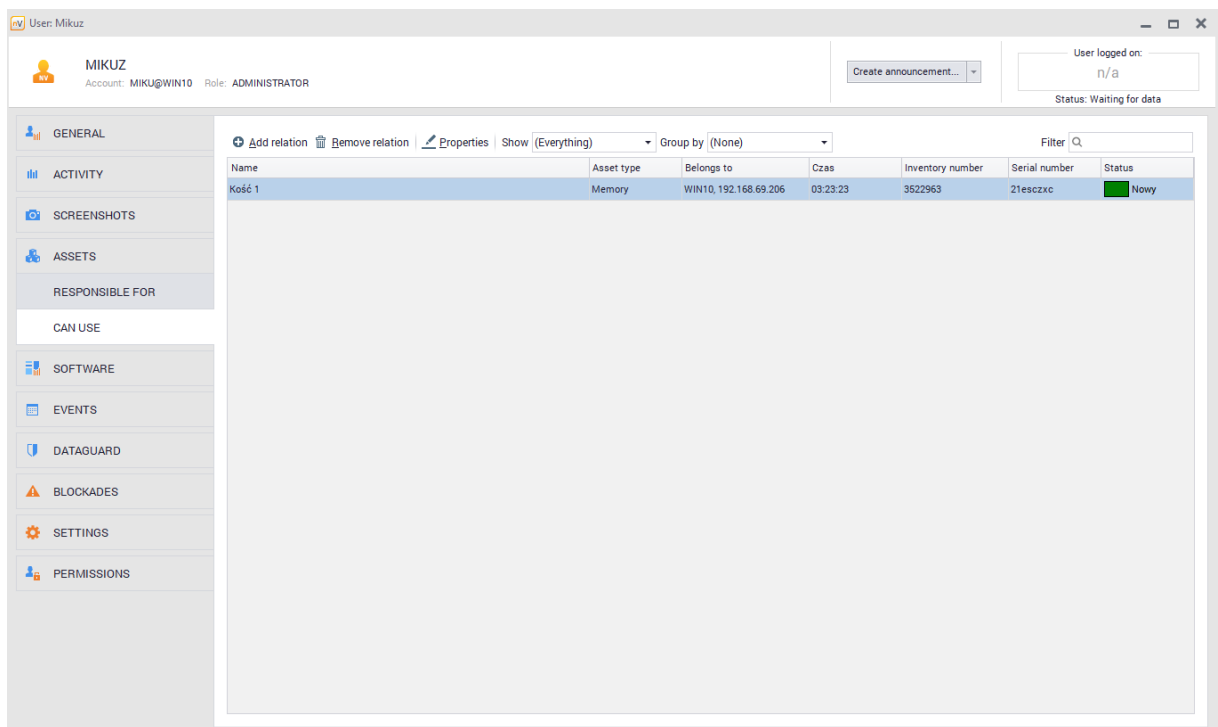 nV User: Mikuz
NV
MIKUZ
Account: MIKU@WIN10 Role: ADMINISTRATOR
Create announcement...
User logged on:
n/a
Status: Waiting for data
GENERAL
ACTIVITY
SCREENSHOTS
ASSETS
RESPONSIBLE FOR
CAN USE
SOFTWARE
EVENTS
DATAGUARD
BLOCKADES
SETTINGS
PERMISSIONS
Add relation Remove relation Properties Show (Everything) Group by (None) Filter
Name Asset type Belongs to Czas Inventory number Serial number Status
Kość 1 Memory WIN10, 192.168.69.206 03:23:23 3522963 21esczxc Nowy